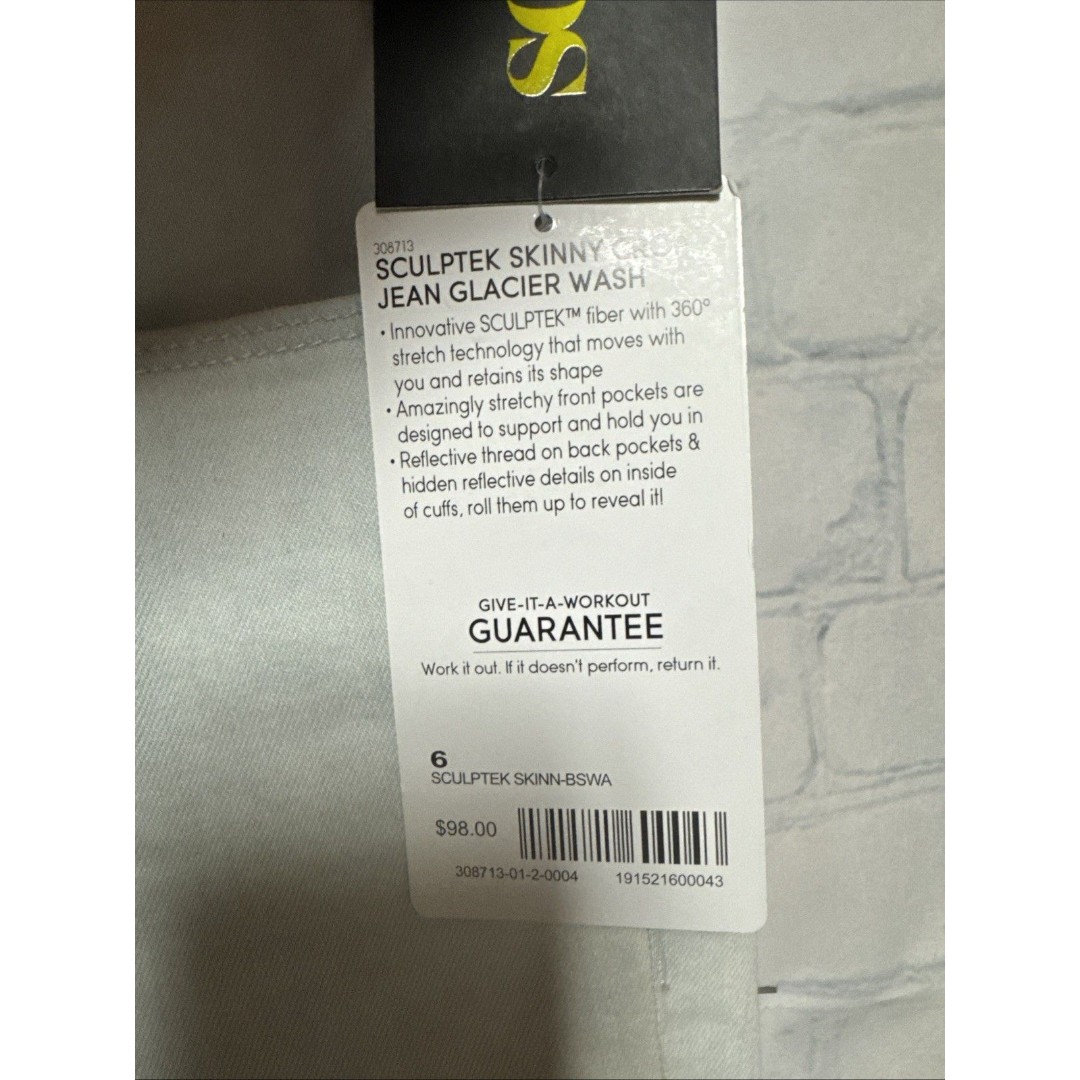 308713
SCULPTEK SKINNY CRO
JEAN GLACIER WASH
• Innovative SCULPTEK™ fiber with 360°
stretch technology that moves with
you and retains its shape
• Amazingly stretchy front pockets are
designed to support and hold you in
• Reflective thread on back pockets &
hidden reflective details on inside
of cuffs, roll them up to reveal it!
GIVE-IT-A-WORKOUT
GUARANTEE
Work it out. If it doesn't perform, return it.
6
SCULPTEK SKINN-BSWA
$98.00
308713-01-2-0004 191521600043